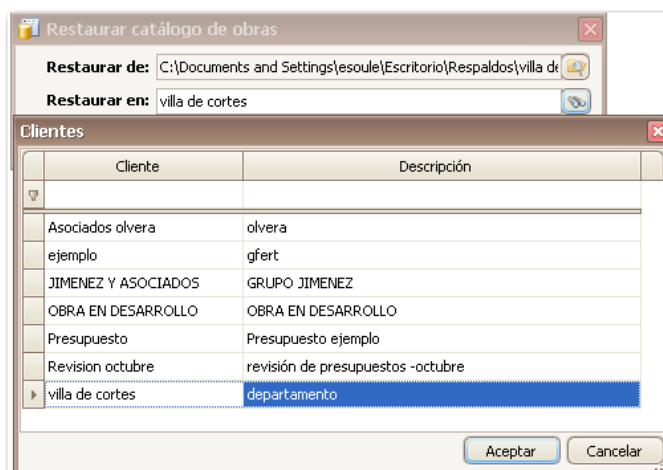 Restaurar catálogo de obras
Restaurar de: C:\Documents and Settings\esoule\Escritorio\Respaldos\villa de
Restaurar en: villa de cortes
Clientes
Cliente Descripción
Asociados olvera olvera
ejemplo gfert
JIMENEZ Y ASOCIADOS GRUPO JIMENEZ
OBRA EN DESARROLLO OBRA EN DESARROLLO
Presupuesto Presupuesto ejemplo
Revision octubre revisión de presupuestos -octubre
villa de cortes departamento
Aceptar Cancelar